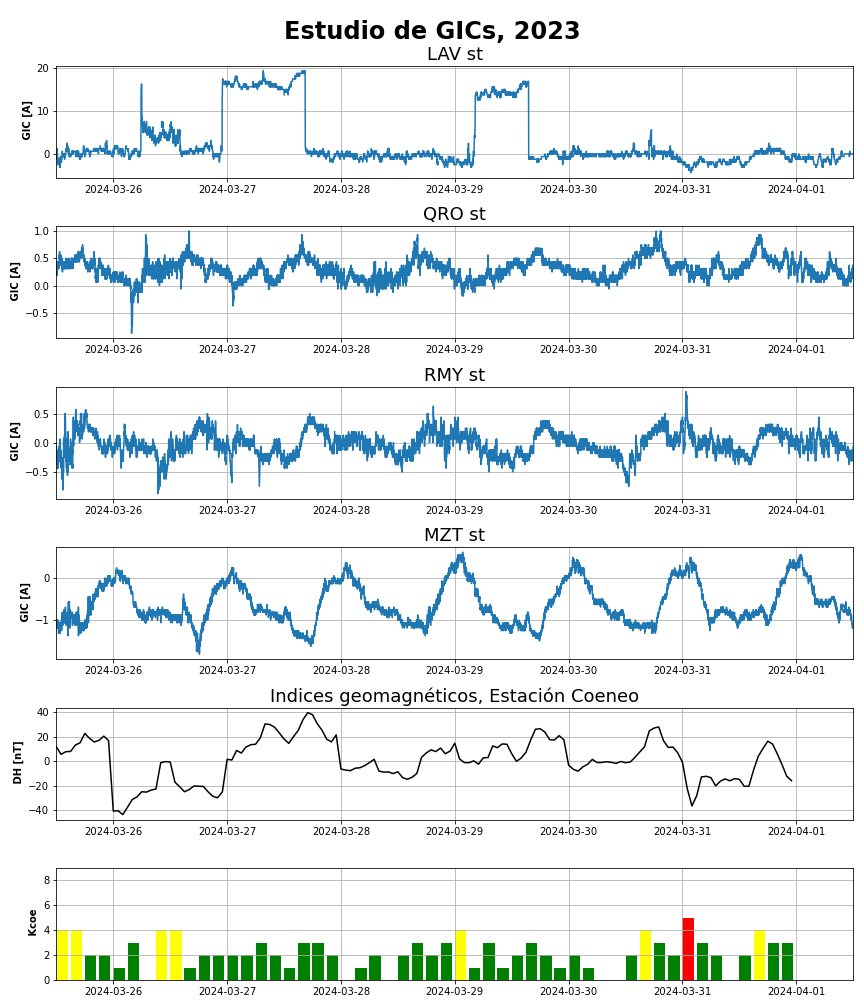 Estudio de GICs, 2023
LAV st
GIC [A]
20
10
0
2024-03-26 2024-03-27 2024-03-28 2024-03-29 2024-03-30 2024-03-31 2024-04-01
QRO st
GIC [A]
1.0
0.5
0.0
−0.5
2024-03-26 2024-03-27 2024-03-28 2024-03-29 2024-03-30 2024-03-31 2024-04-01
RMY st
GIC [A]
0.5
0.0
−0.5
2024-03-26 2024-03-27 2024-03-28 2024-03-29 2024-03-30 2024-03-31 2024-04-01
MZT st
GIC [A]
0
−1
2024-03-26 2024-03-27 2024-03-28 2024-03-29 2024-03-30 2024-03-31 2024-04-01
Indices geomagnéticos, Estación Coeneo
DH [nT]
40
20
0
−20
−40
2024-03-26 2024-03-27 2024-03-28 2024-03-29 2024-03-30 2024-03-31 2024-04-01
Kcoe
8
6
4
2
0
2024-03-26 2024-03-27 2024-03-28 2024-03-29 2024-03-30 2024-03-31 2024-04-01